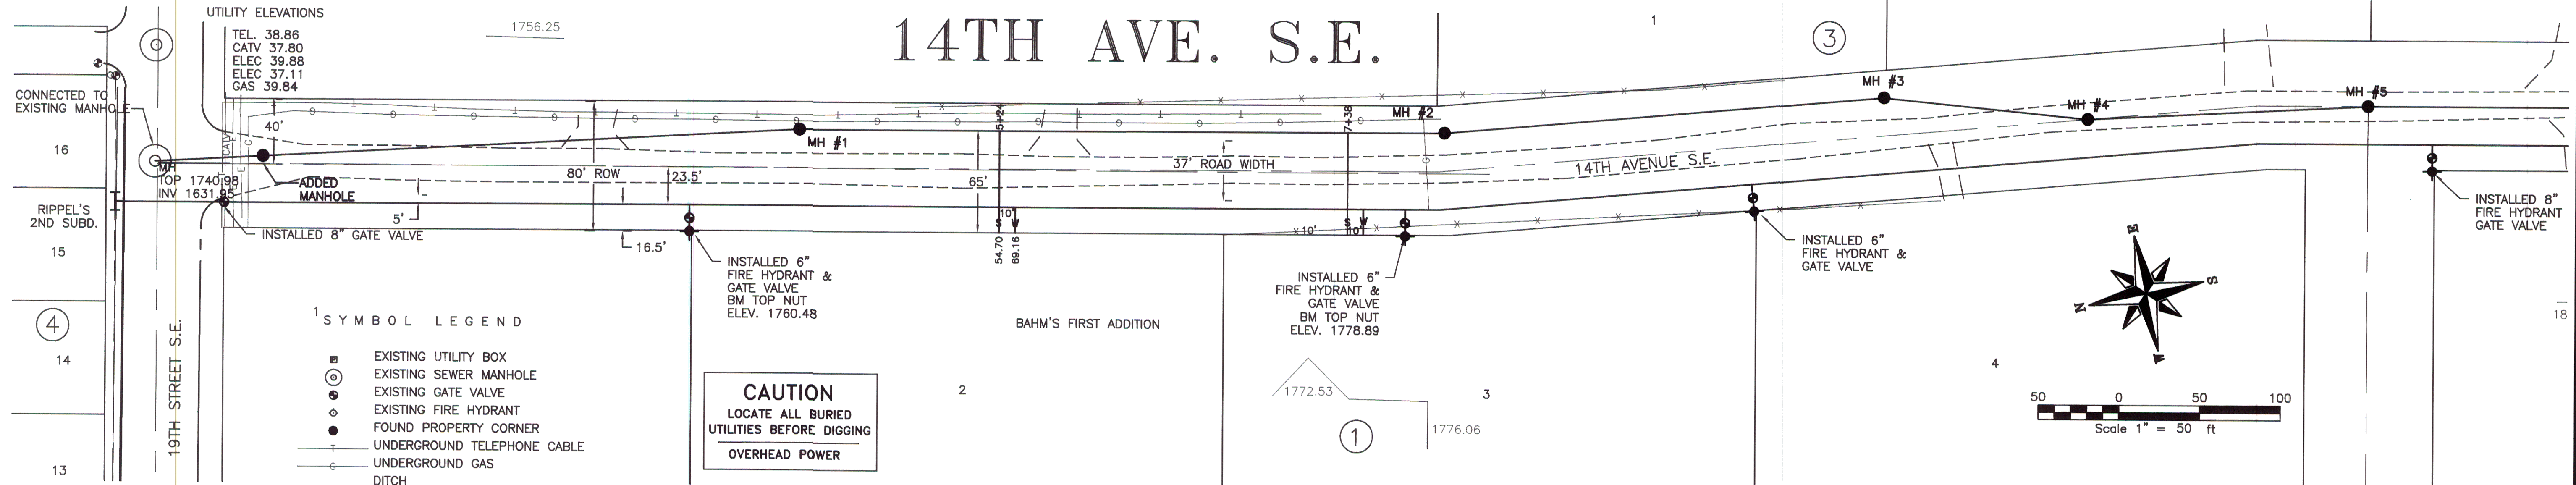 UTILITY ELEVATIONS
TEL. 38.86
CATV 37.80
ELEC 39.88
ELEC 37.11
GAS 39.84
1756.25
14TH AVE. S.E.
1
3
CONNECTED TO
EXISTING MANHOLE
40'
MH #1
5+24
7+38
MH #2
MH #3
MH #4
MH #5
16
MH
TOP 1740.98
INV 1631.95
CATV
ADDED
MANHOLE
80' ROW
23.5'
65'
37' ROAD WIDTH
14TH AVENUE S.E.
RIPPEL'S
2ND SUBD.
5'
INSTALLED 8" GATE VALVE
16.5'
10'
S W
54.70
69.16
10'
S W
10'
15
INSTALLED 6"
FIRE HYDRANT &
GATE VALVE
BM TOP NUT
ELEV. 1760.48
INSTALLED 6"
FIRE HYDRANT &
GATE VALVE
BM TOP NUT
ELEV. 1778.89
INSTALLED 6"
FIRE HYDRANT &
GATE VALVE
INSTALLED 8"
FIRE HYDRANT
GATE VALVE
E
S
N
W
18
4
14
13
19TH STREET S.E.
1
SYMBOL LEGEND
EXISTING UTILITY BOX
EXISTING SEWER MANHOLE
EXISTING GATE VALVE
EXISTING FIRE HYDRANT
FOUND PROPERTY CORNER
T UNDERGROUND TELEPHONE CABLE
G UNDERGROUND GAS
DITCH
CAUTION
LOCATE ALL BURIED
UTILITIES BEFORE DIGGING
OVERHEAD POWER
BAHM'S FIRST ADDITION
2
1772.53
3
1
1776.06
4
50 0 50 100
Scale 1" = 50 ft